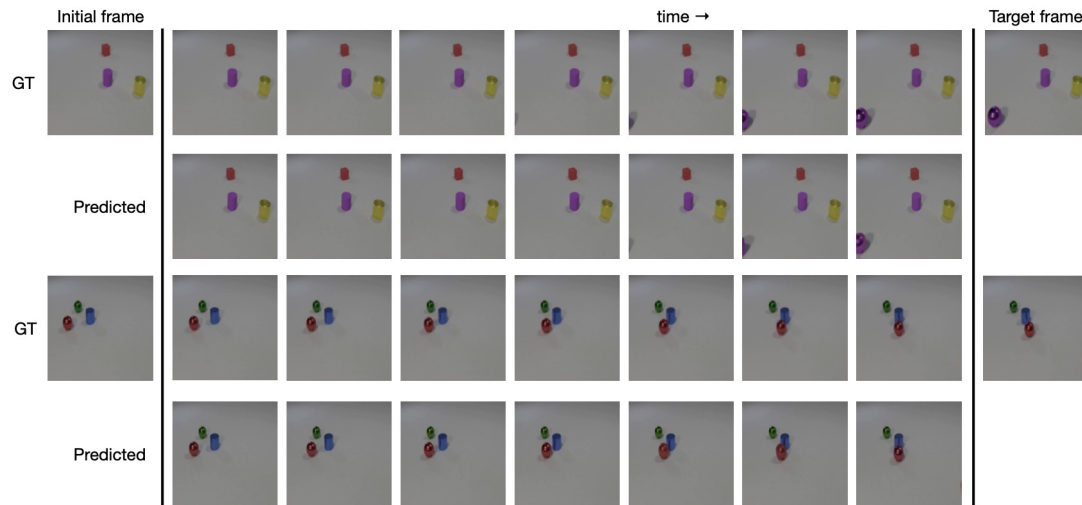 Initial frame
time →
Target frame
GT
Predicted
GT
Predicted